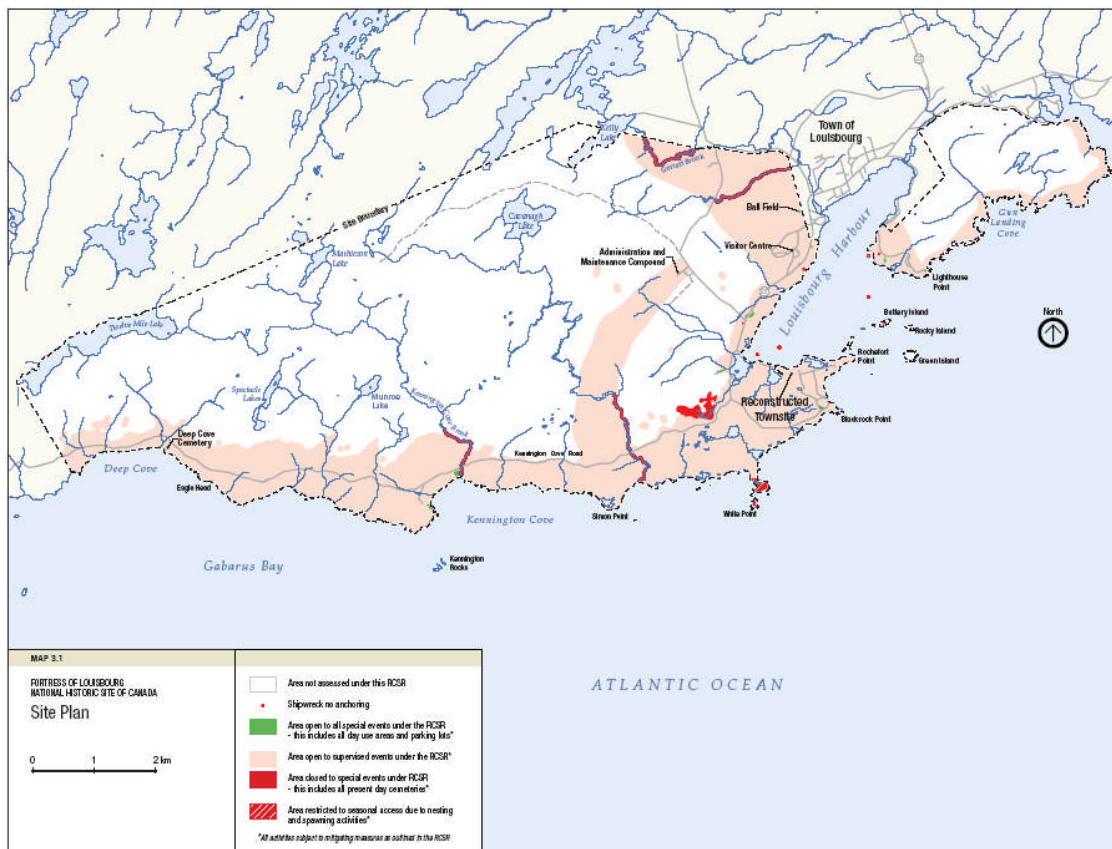 Kelly
Lake
Town of
Louisbourg
Gerratt Brook
Site Boundary
Cavanagh
Lake
Ball Field
Gun
Landing
Cove
Visitor Centre
Louisbourg Harbour
Administration and
Maintenance Compound
Lighthouse
Point
Battery Island
Rocky Island
North
Rochefort
Point
Green Island
Twelve Mile Lake
Spectacle
Lakes
Munroe
Lake
Kennington Cove Brook
Reconstructed
Townsite
Blackrock Point
Deep Cove
Cemetery
Kennington Cove Road
Deep Cove
Eagle Head
Kennington Cove
Simon Point
White Point
Gabarus Bay
Kennington
Rocks
ATLANTIC OCEAN
MAP 3.1
FORTRESS OF LOUISBOURG
NATIONAL HISTORIC SITE OF CANADA
Site Plan
0 1 2 km
Area not assessed under this RCSR
Shipwreck no anchoring
Area open to all special events under the RCSR
- this includes all day use areas and parking lots*
Area open to supervised events under the RCSR*
Area closed to special events under RCSR
- this includes all present day cemeteries*
Area restricted to seasonal access due to nesting
and spawning activities*
*All activities subject to mitigating measures as outlined in the RCSR